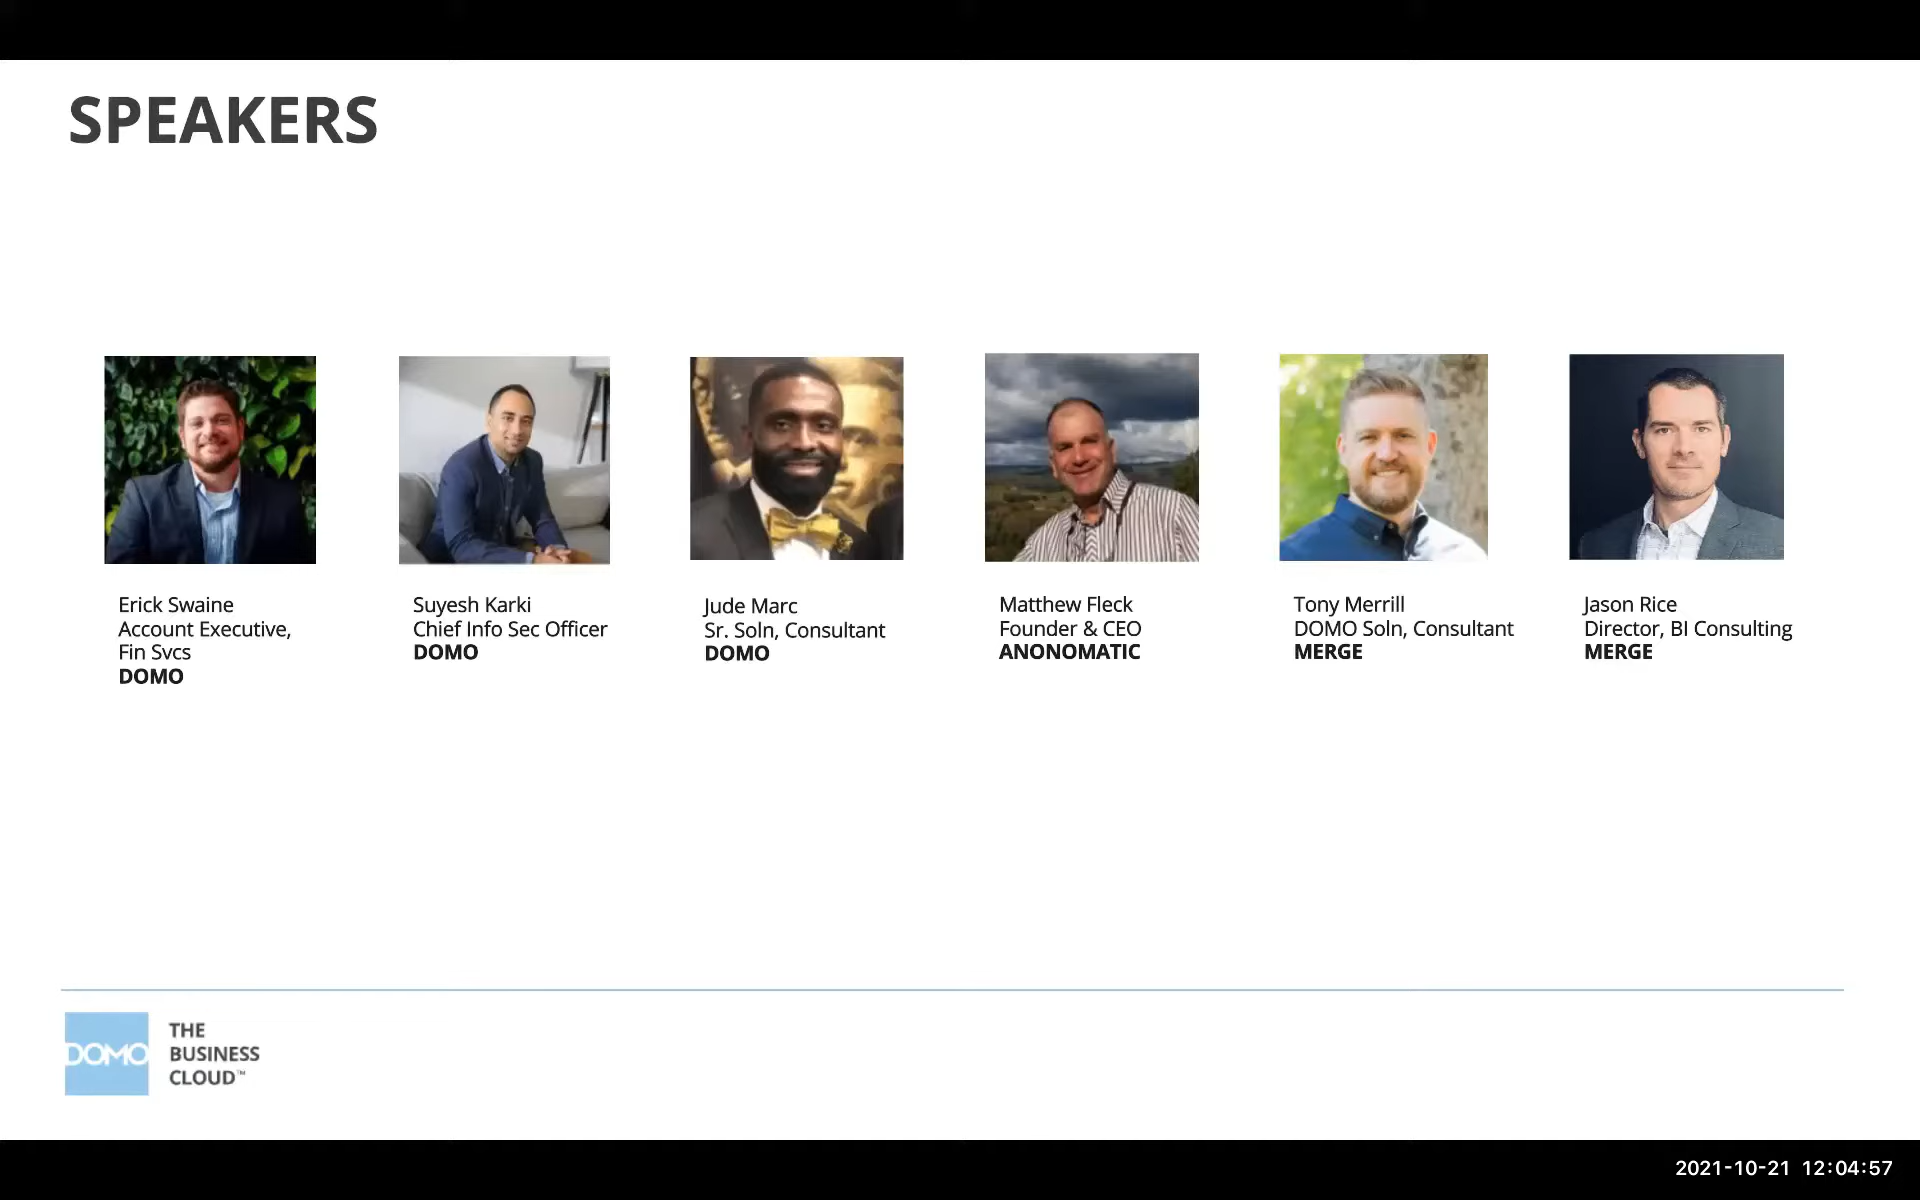 SPEAKERS
Erick Swaine
Account Executive,
Fin Svcs
DOMO
Suyesh Karki
Chief Info Sec Officer
DOMO
Jude Marc
Sr. Soln, Consultant
DOMO
Matthew Fleck
Founder & CEO
ANONOMATIC
Tony Merrill
DOMO Soln, Consultant
MERGE
Jason Rice
Director, BI Consulting
MERGE
DOMO
THE
BUSINESS
CLOUD™
2021-10-21 12:04:57